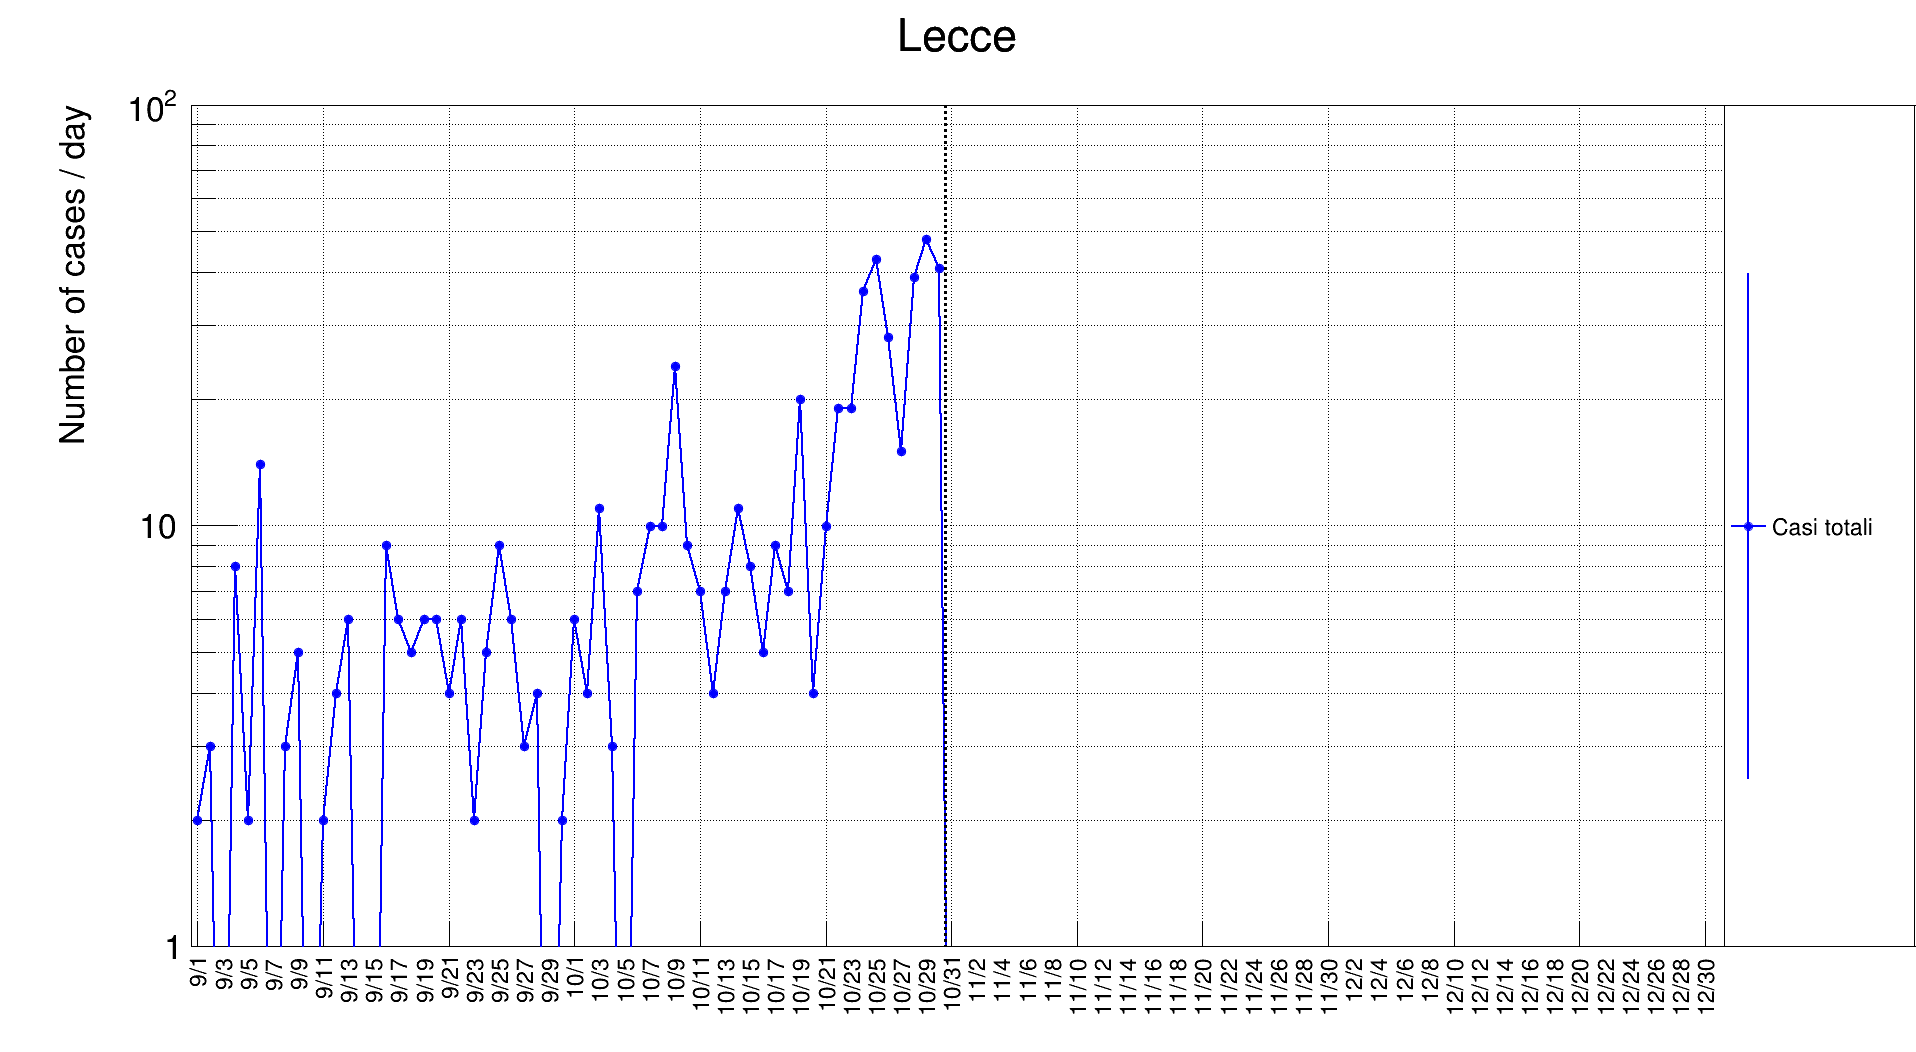 Lecce
Number of cases / day
10²
10
1
Casi totali
9/1 9/3 9/5 9/7 9/9 9/11 9/13 9/15 9/17 9/19 9/21 9/23 9/25 9/27 9/29 10/1 10/3 10/5 10/7 10/9 10/11 10/13 10/15 10/17 10/19 10/21 10/23 10/25 10/27 10/29 10/31 11/2 11/4 11/6 11/8 11/10 11/12 11/14 11/16 11/18 11/20 11/22 11/24 11/26 11/28 11/30 12/2 12/4 12/6 12/8 12/10 12/12 12/14 12/16 12/18 12/20 12/22 12/24 12/26 12/28 12/30